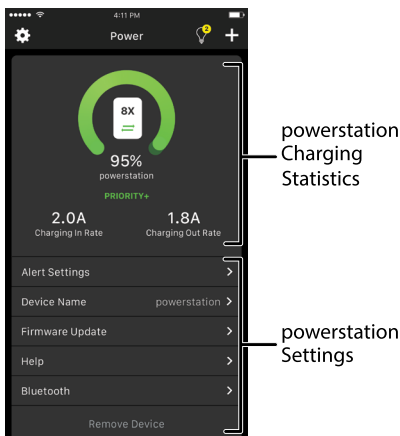 4:11 PM
Power
2
8X
95%
powerstation
PRIORITY+
2.0A 1.8A
Charging In Rate Charging Out Rate
powerstation
Charging
Statistics
Alert Settings
Device Name powerstation
Firmware Update
Help
Bluetooth
Remove Device
powerstation
Settings